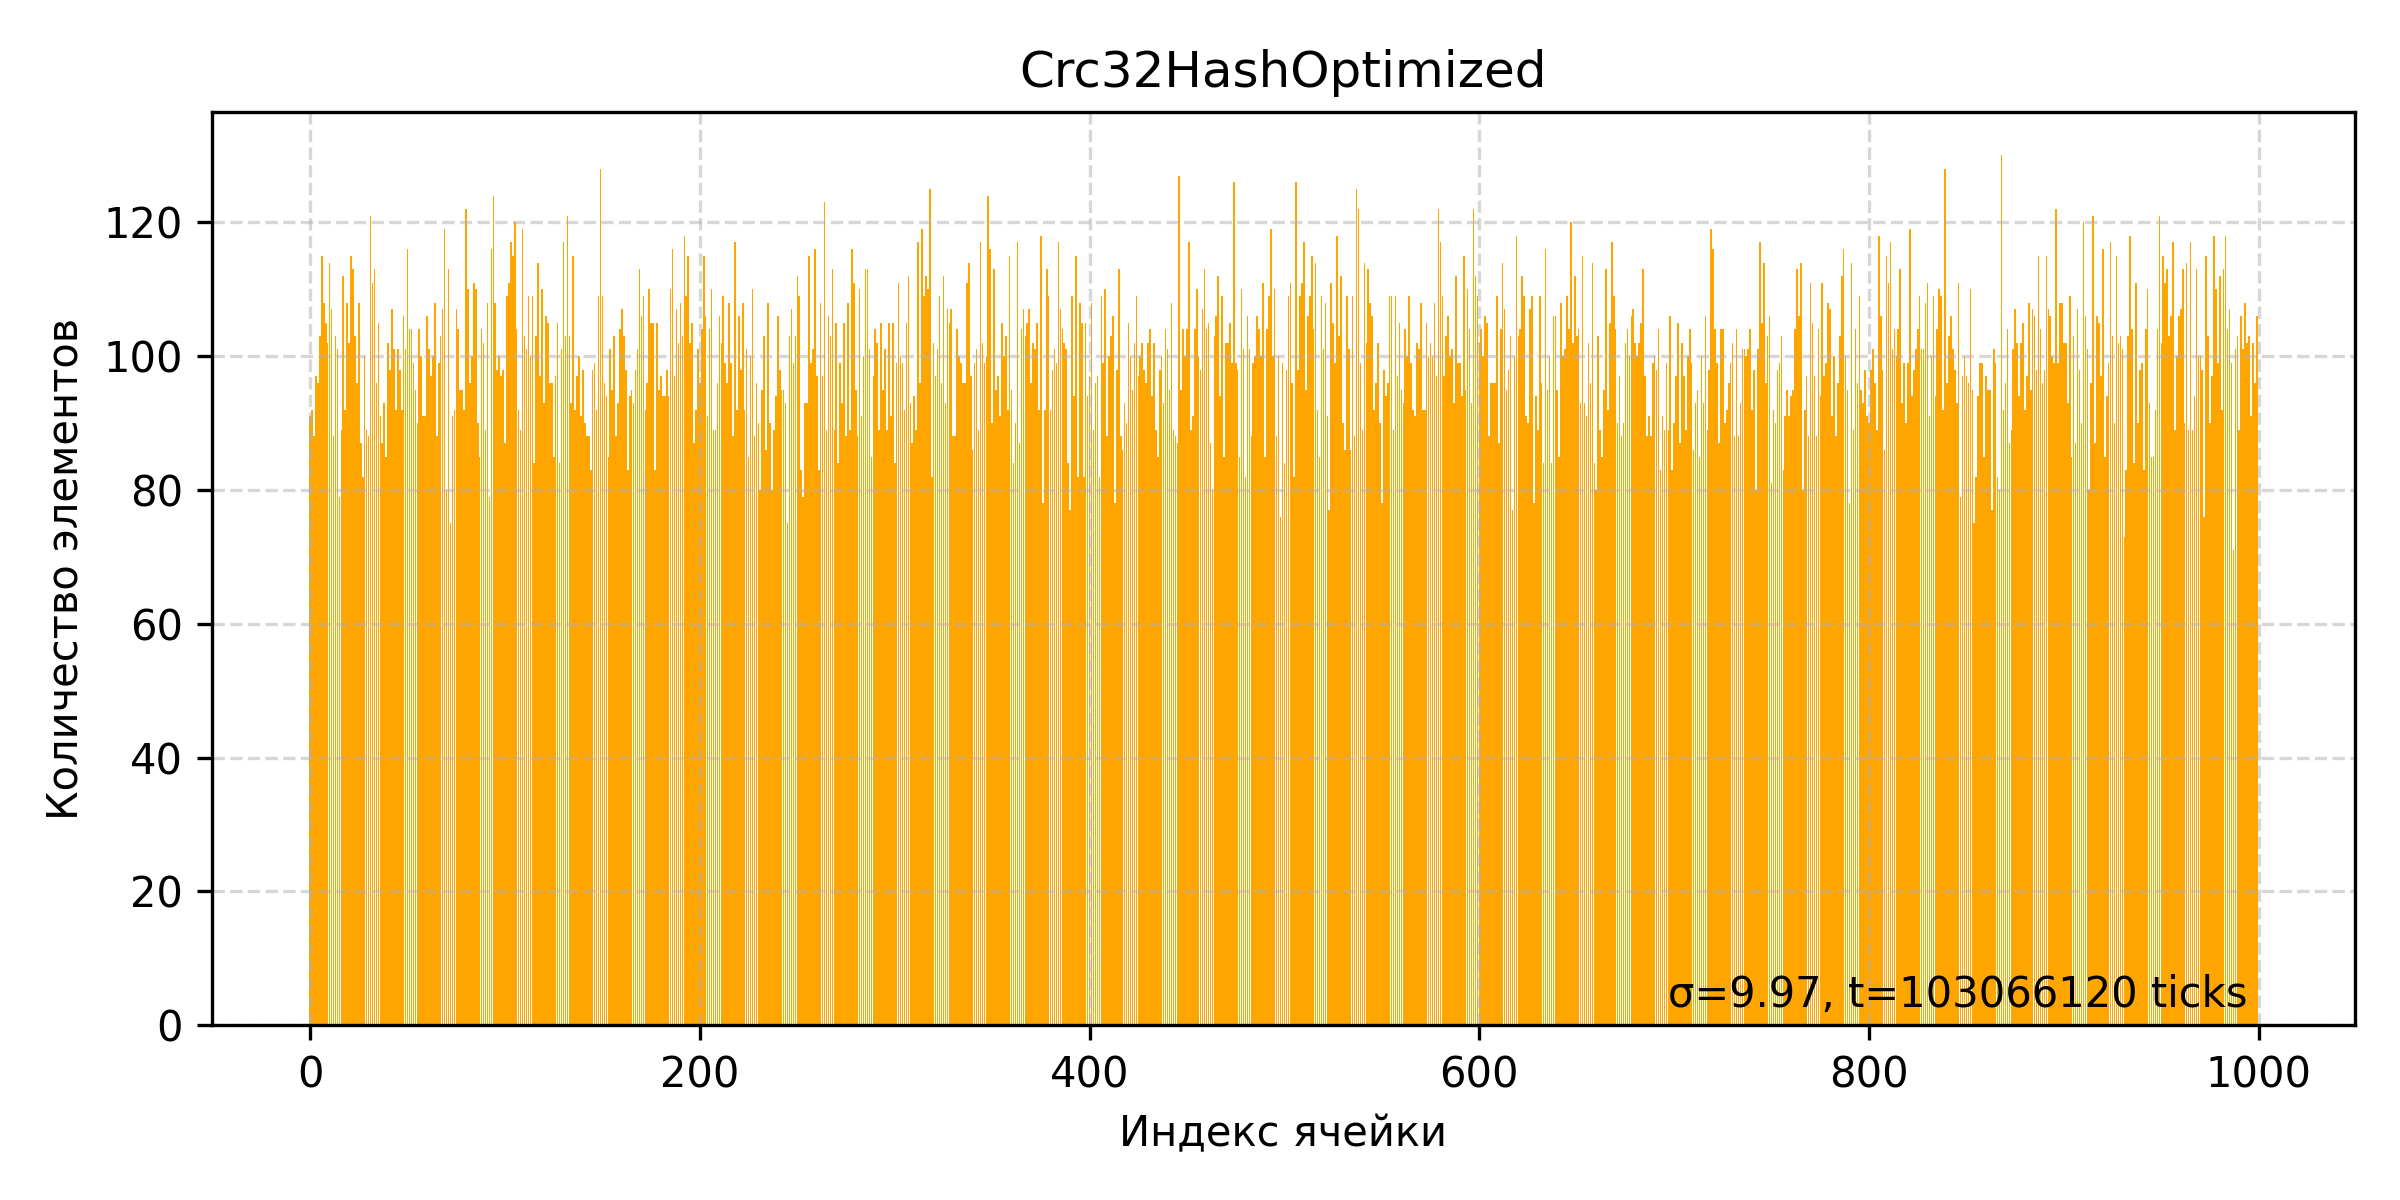 Crc32HashOptimized
Количество элементов
120
100
80
60
40
20
0
σ=9.97, t=103066120 ticks
0 200 400 600 800 1000
Индекс ячейки